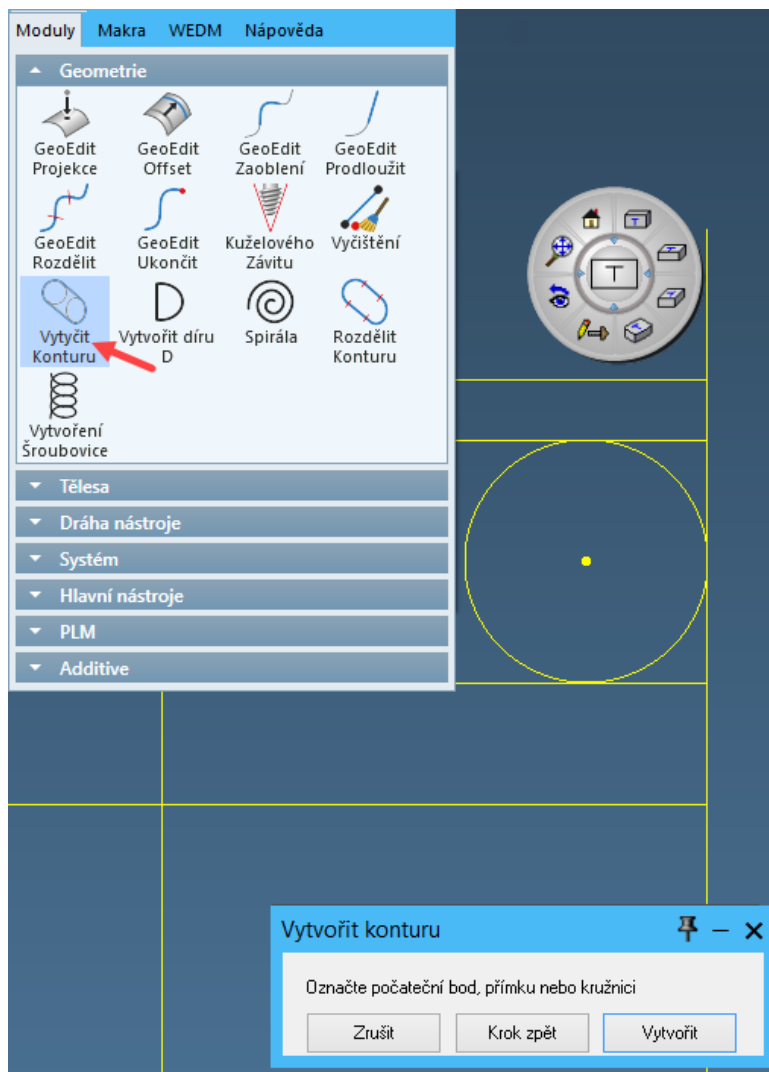 Moduly Makra WEDM Nápověda
Geometrie
GeoEdit GeoEdit GeoEdit GeoEdit
Projekce Offset Zaoblení Prodloužit
GeoEdit GeoEdit Kuželového Vyčištění
Rozdělit Ukončit Závitu
Vytyčit Vytvořit díru Spirála Rozdělit
Konturu D Konturu
Vytvoření
Šroubovice
Tělesa
Dráha nástroje
Systém
Hlavní nástroje
PLM
Additive
T
Vytvořit konturu
Označte počateční bod, přímku nebo kružnici
Zrušit Krok zpět Vytvořit